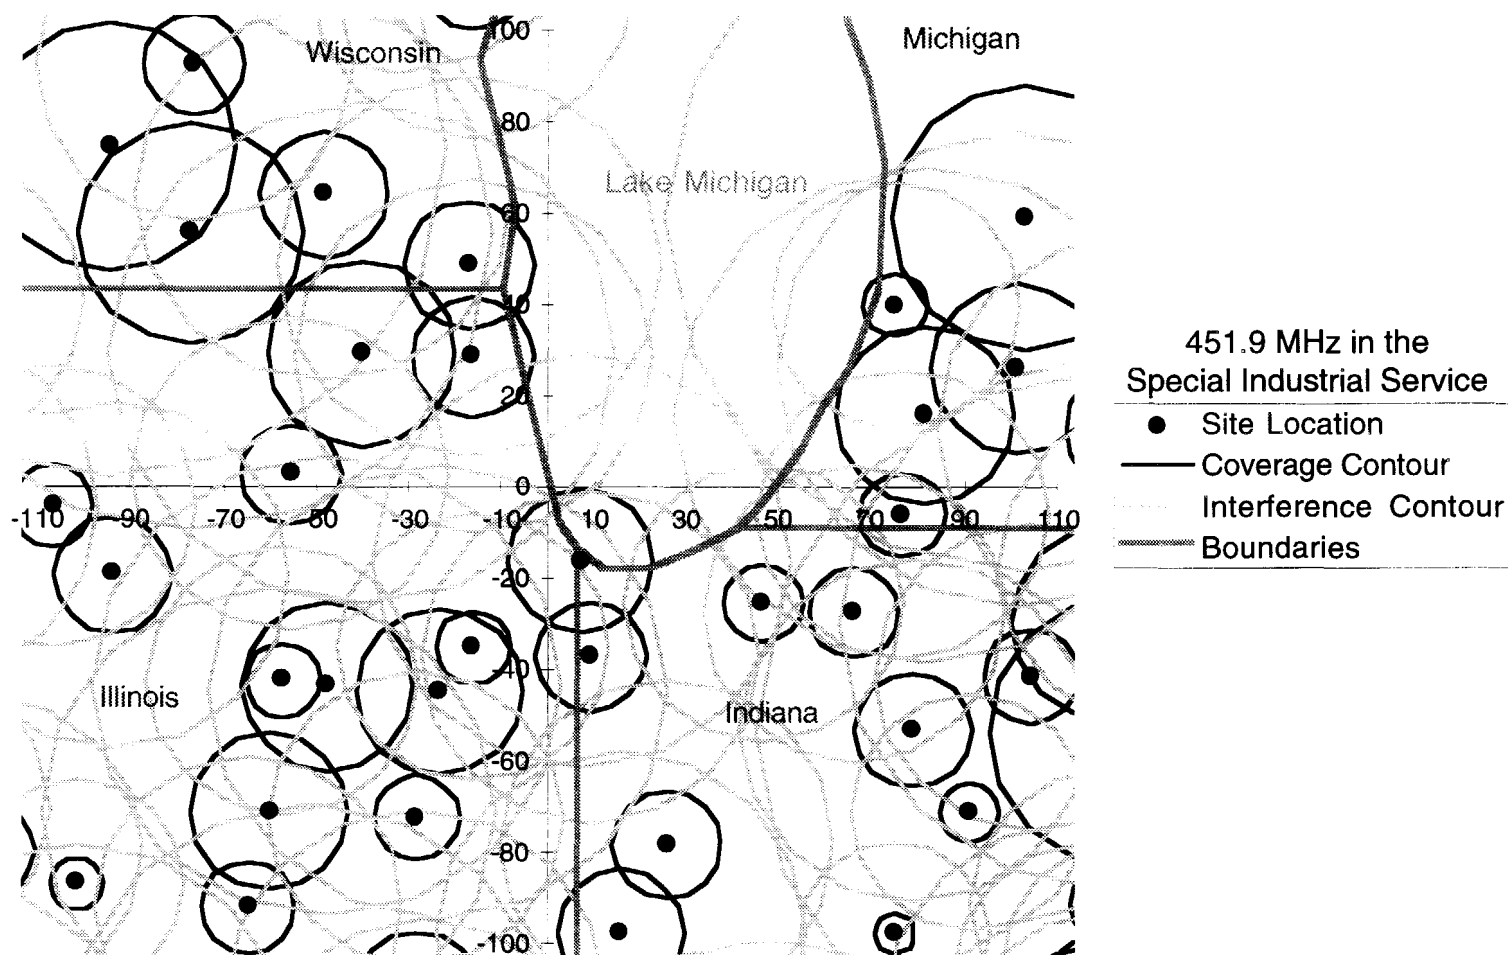 Wisconsin
Michigan
Lake Michigan
Illinois
Indiana
100
80
60
40
20
0
-20
-40
-60
-80
-100
-110 -90 -70 -50 -30 -10 10 30 50 70 90 110
451.9 MHz in the
Special Industrial Service
Site Location
Coverage Contour
Interference Contour
Boundaries